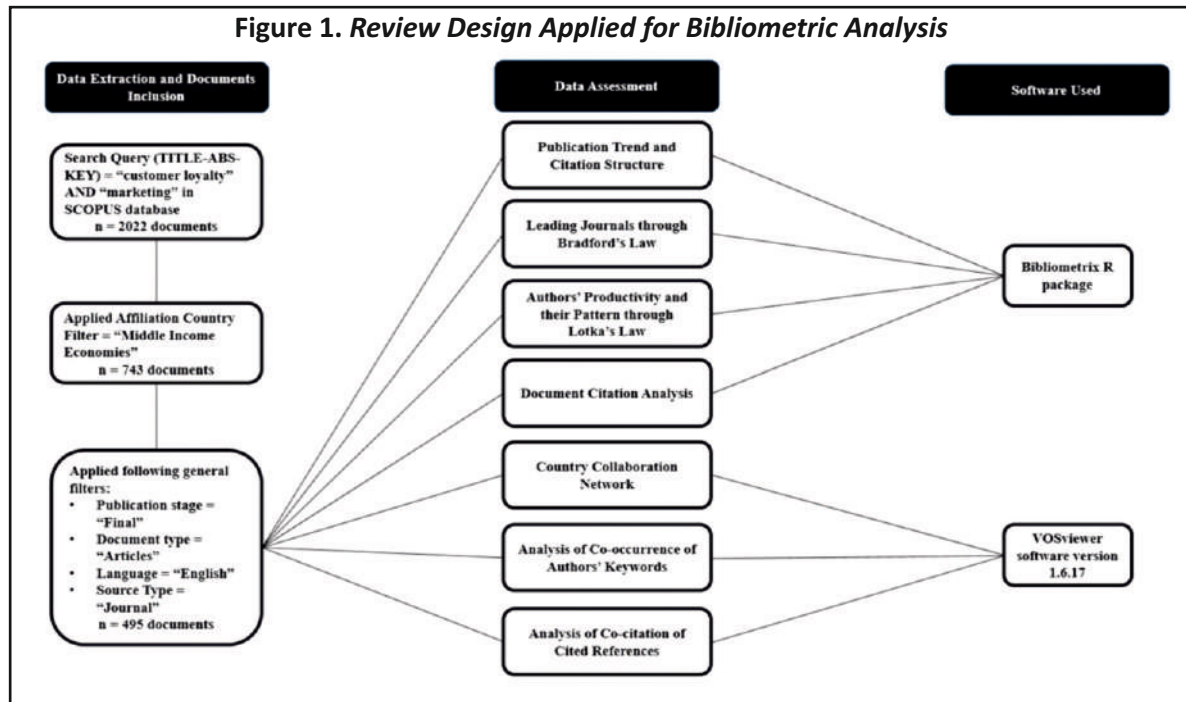 Figure 1. Review Design Applied for Bibliometric Analysis
Data Extraction and Documents
Inclusion
Search Query (TITLE-ABS-
KEY) = “customer loyalty”
AND “marketing” in
SCOPUS database
n = 2022 documents
Applied Affiliation Country
Filter = “Middle Income
Economies”
n = 743 documents
Applied following general
filters:
• Publication stage =
“Final”
• Document type =
“Articles”
• Language = “English”
• Source Type =
“Journal”
n = 495 documents
Data Assessment
Publication Trend and
Citation Structure
Leading Journals through
Bradford’s Law
Authors’ Productivity and
their Pattern through
Lotka’s Law
Document Citation Analysis
Country Collaboration
Network
Analysis of Co-occurrence of
Authors’ Keywords
Analysis of Co-citation of
Cited References
Software Used
Bibliometrix R
package
VOSviewer
software version
1.6.17